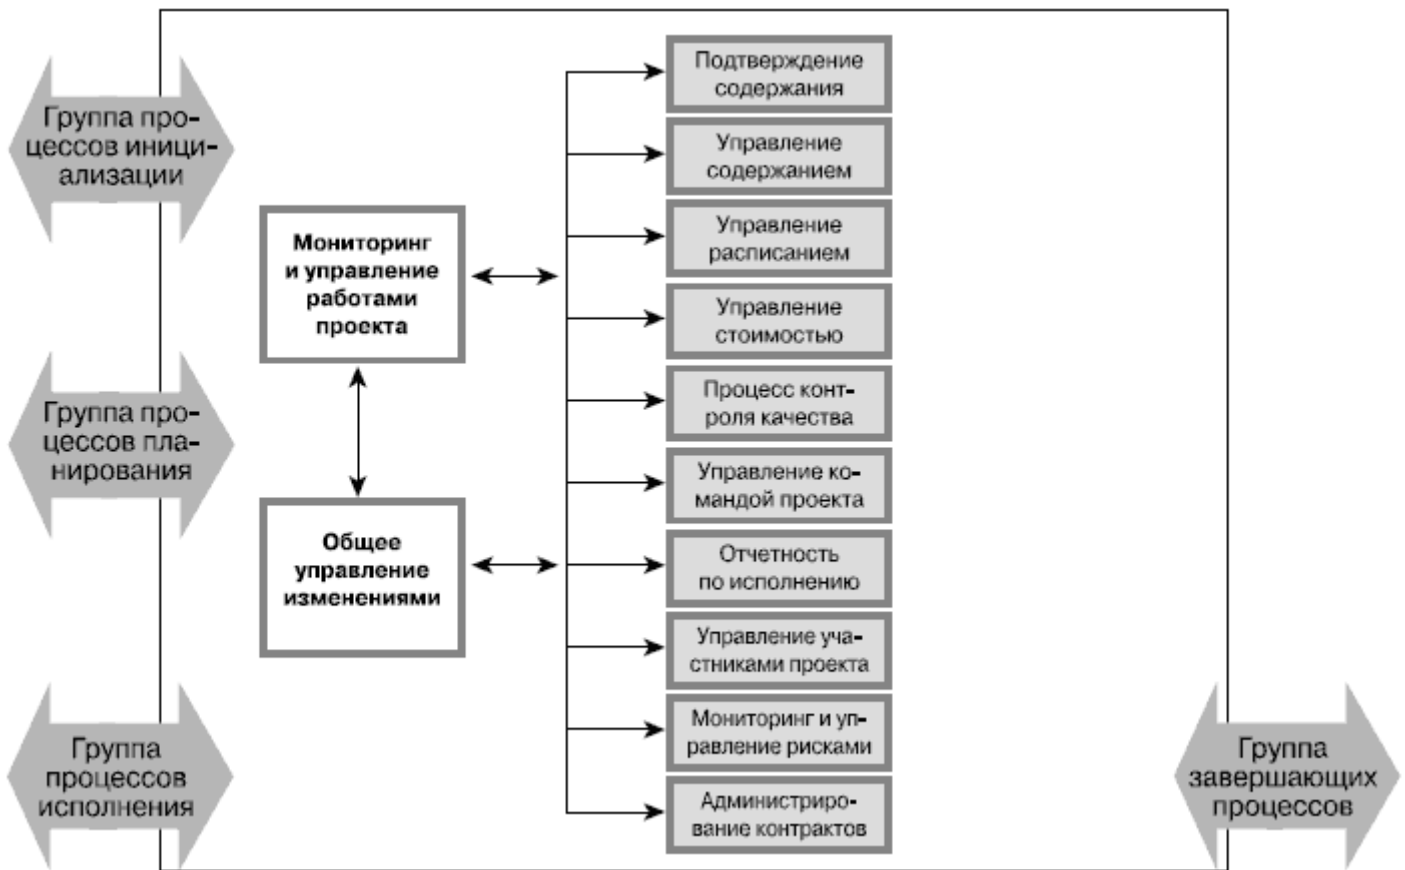 Группа про-
цессов иници-
ализации
Группа про-
цессов пла-
нирования
Группа
процессов
исполнения
Мониторинг
и управление
работами
проекта
Общее
управление
изменениями
Подтверждение
содержания
Управление
содержанием
Управление
расписанием
Управление
стоимостью
Процесс конт-
роля качества
Управление ко-
мандой проекта
Отчетность
по исполнению
Управление уча-
стниками проекта
Мониторинг и уп-
равление рисками
Администриро-
вание контрактов
Группа
завершающих
процессов